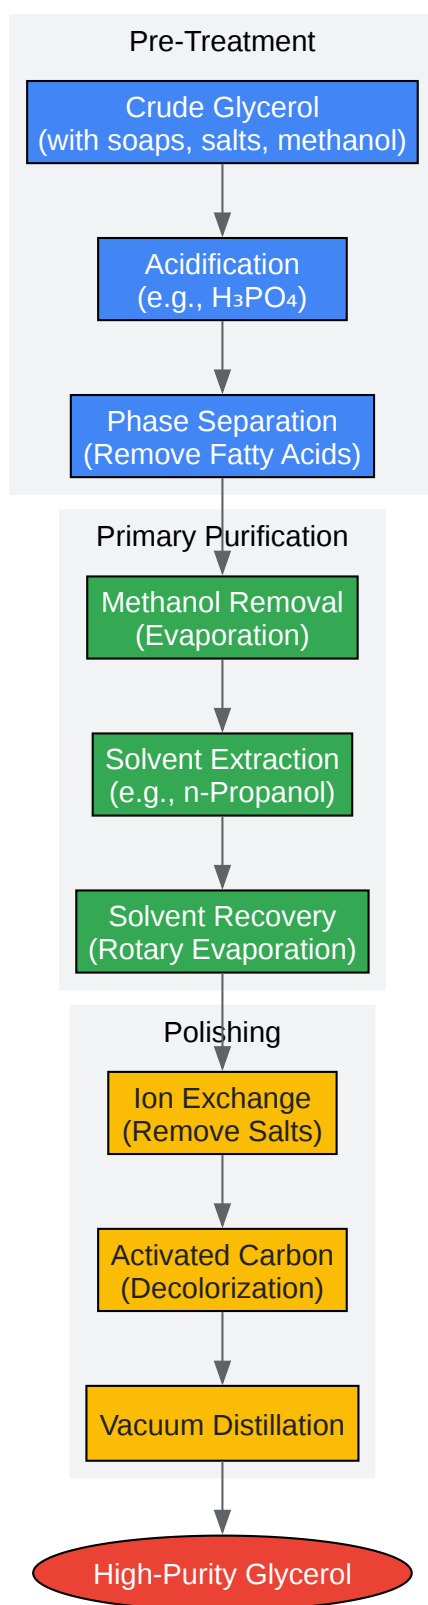 Pre-Treatment
Crude Glycerol
(with soaps, salts, methanol)
Acidification
(e.g., H₃PO₄)
Phase Separation
(Remove Fatty Acids)
Primary Purification
Methanol Removal
(Evaporation)
Solvent Extraction
(e.g., n-Propanol)
Solvent Recovery
(Rotary Evaporation)
Polishing
Ion Exchange
(Remove Salts)
Activated Carbon
(Decolorization)
Vacuum Distillation
High-Purity Glycerol